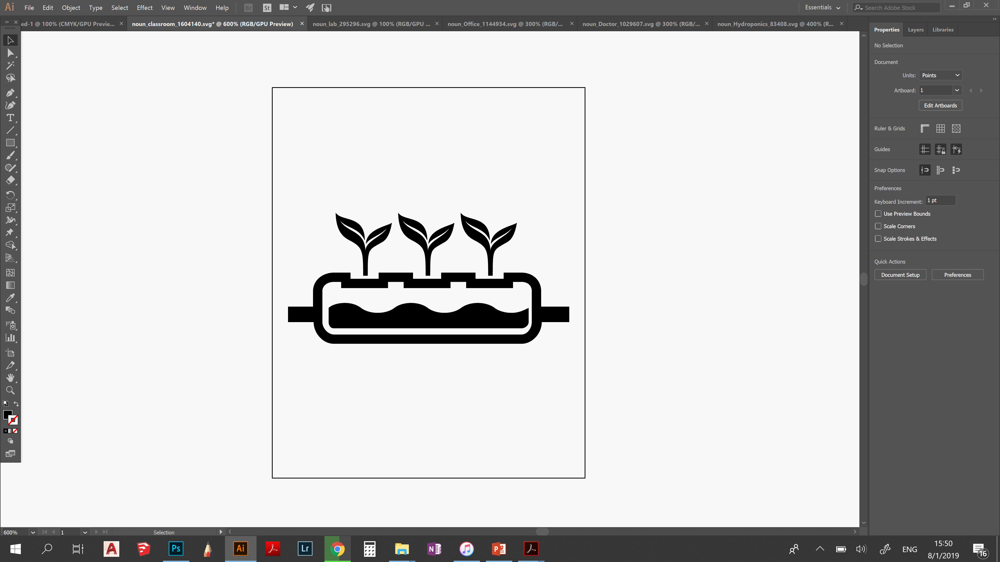 Ai File Edit Object Type Select Effect View Window Help Br St Essentials Search Adobe Stock
ed-1 @ 100% (CMYK/GPU Previe... noun_classroom_1604140.svg* @ 600% (RGB/GPU Preview) noun_lab_295296.svg @ 100% (RGB/GPU ... noun_Office_1144934.svg @ 300% (RGB/... noun_Doctor_1029607.svg @ 300% (RGB/... noun_Hydroponics_83408.svg @ 400% (R...
Properties Layers Libraries
No Selection
Document
Units: Points
Artboard: 1
Edit Artboards
Ruler & Grids
Guides
Snap Options
Preferences
Keyboard Increment: 1 pt
Use Preview Bounds
Scale Corners
Scale Strokes & Effects
Quick Actions
Document Setup Preferences
T
600% 1 Selection
Ps Ai Lr N P ENG 15:50
8/1/2019 16